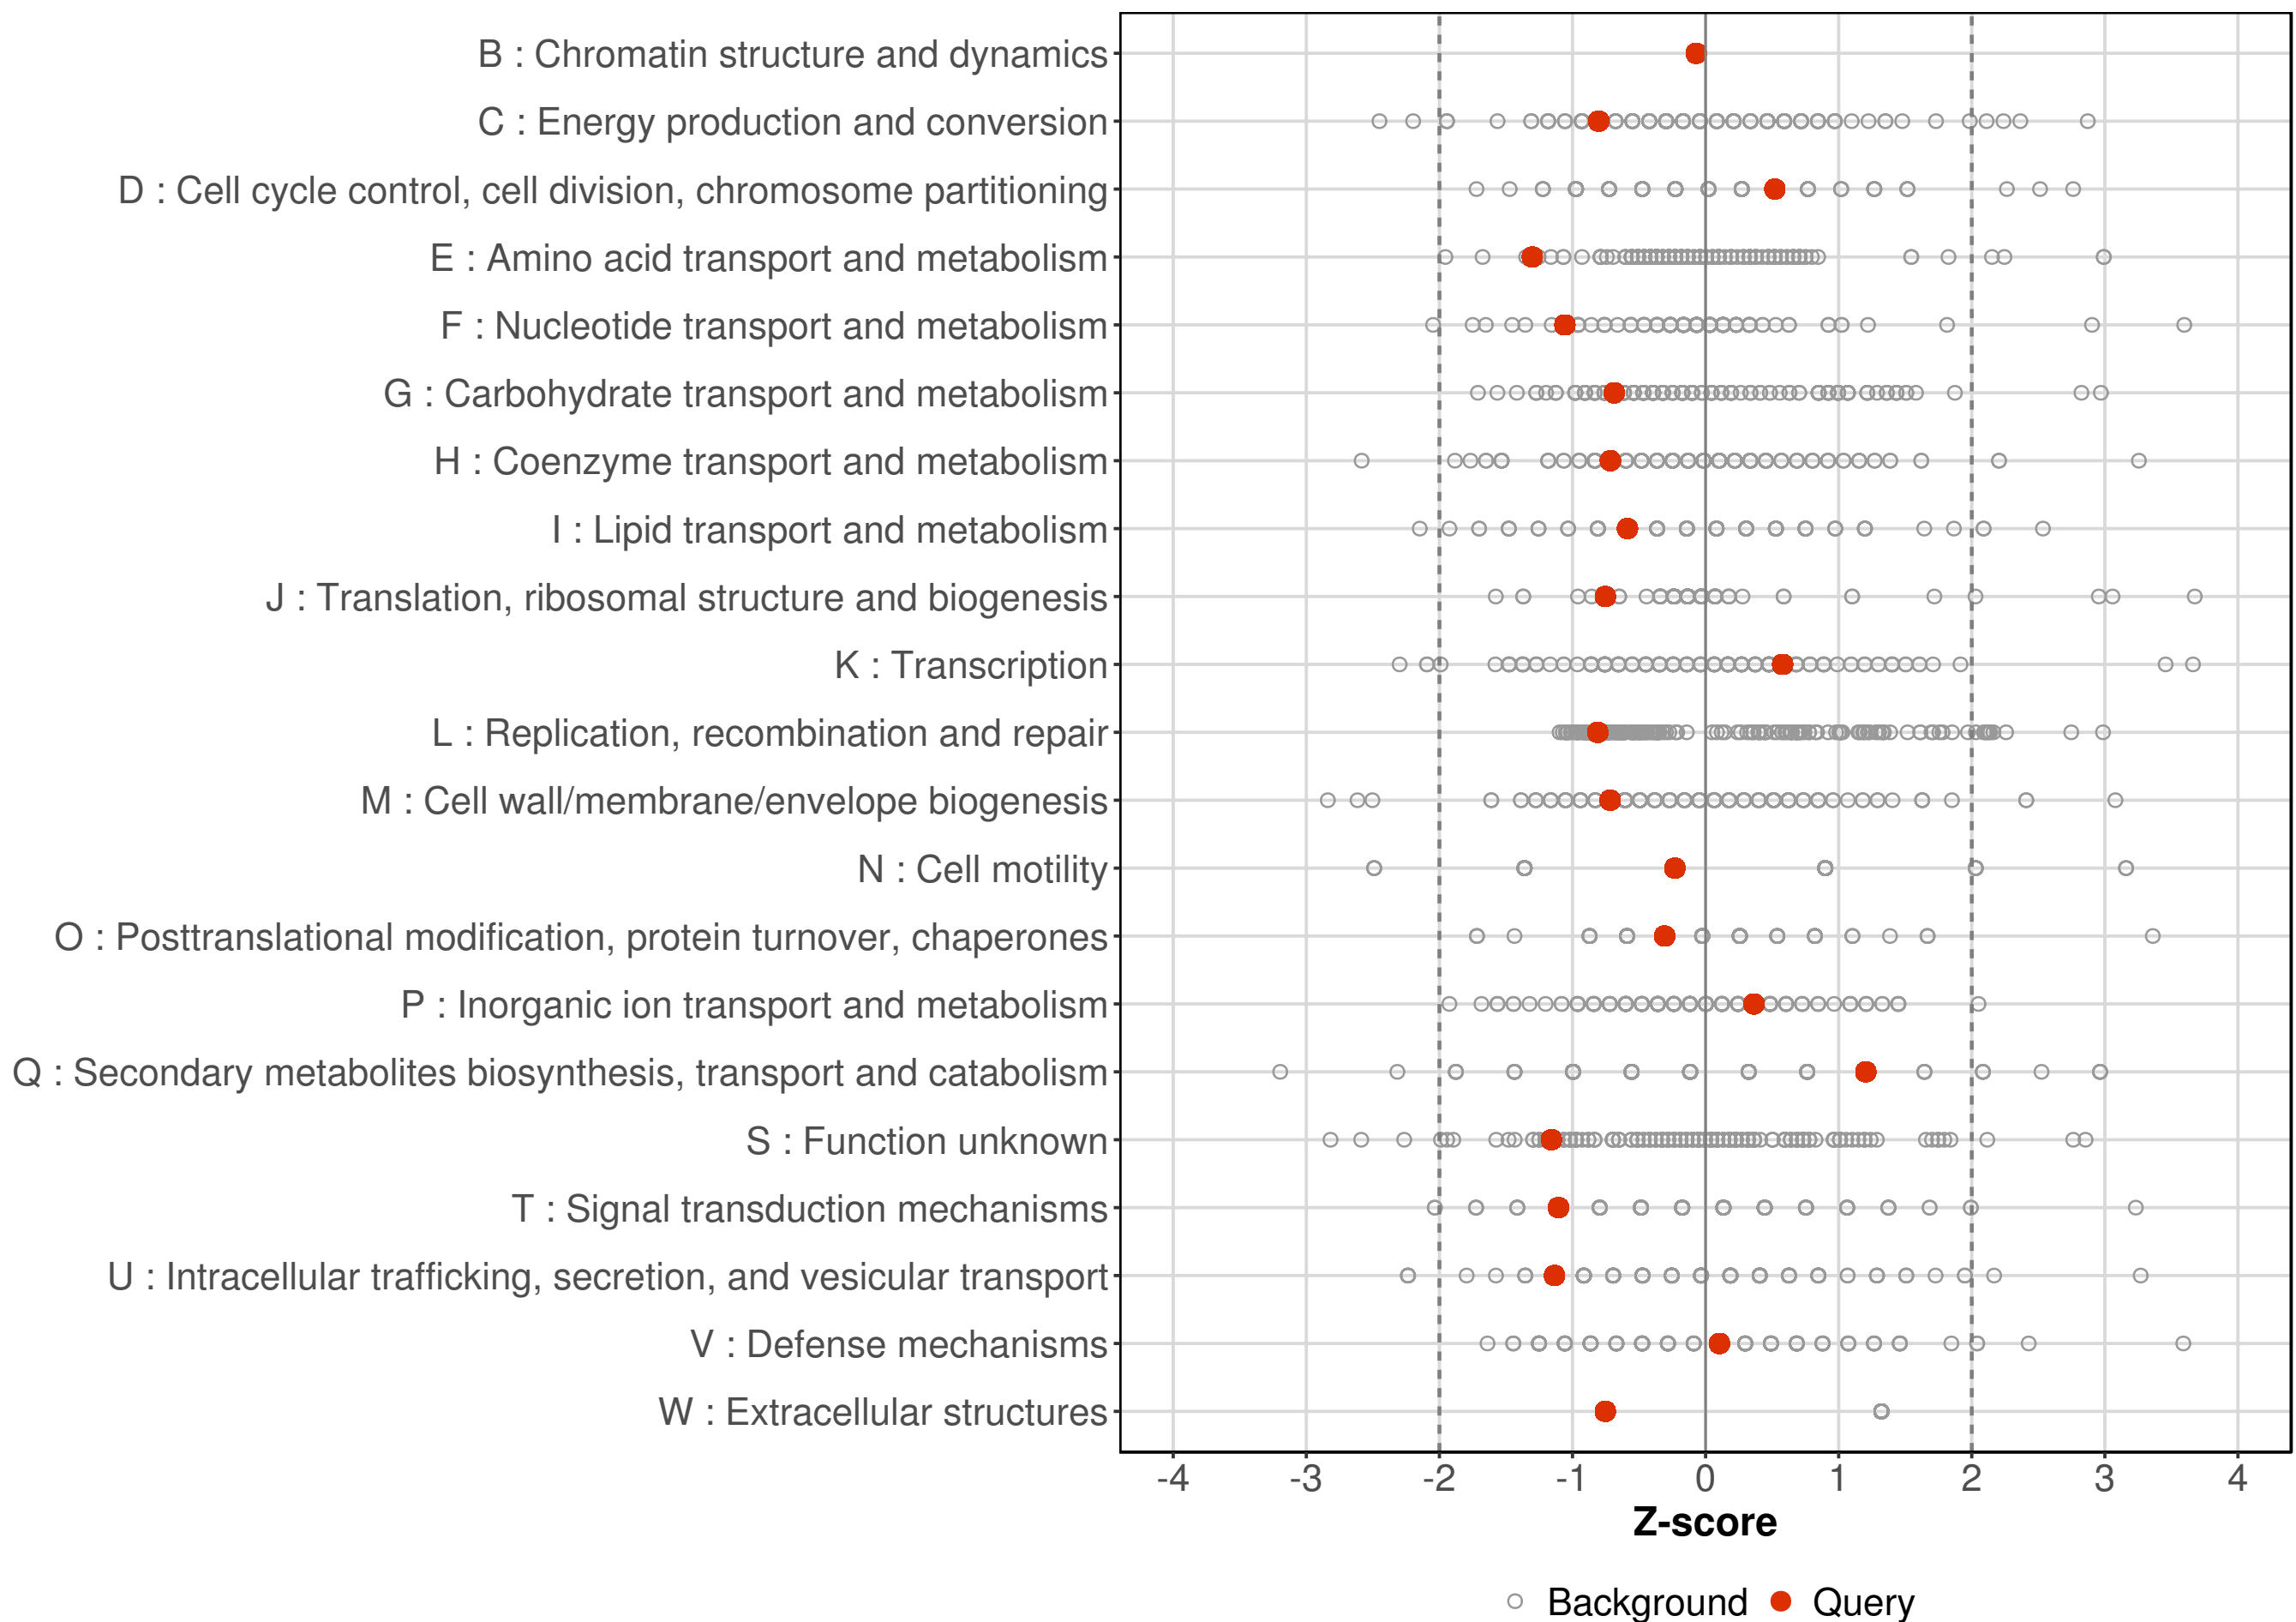 B : Chromatin structure and dynamics
C : Energy production and conversion
D : Cell cycle control, cell division, chromosome partitioning
E : Amino acid transport and metabolism
F : Nucleotide transport and metabolism
G : Carbohydrate transport and metabolism
H : Coenzyme transport and metabolism
I : Lipid transport and metabolism
J : Translation, ribosomal structure and biogenesis
K : Transcription
L : Replication, recombination and repair
M : Cell wall/membrane/envelope biogenesis
N : Cell motility
O : Posttranslational modification, protein turnover, chaperones
P : Inorganic ion transport and metabolism
Q : Secondary metabolites biosynthesis, transport and catabolism
S : Function unknown
T : Signal transduction mechanisms
U : Intracellular trafficking, secretion, and vesicular transport
V : Defense mechanisms
W : Extracellular structures
-4 -3 -2 -1 0 1 2 3 4
Z-score
Background Query